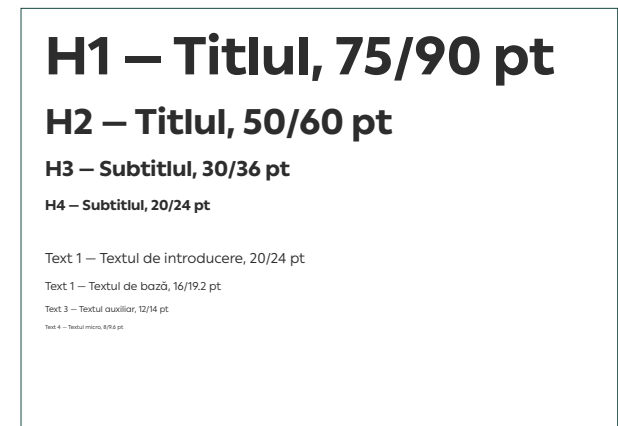 H1 — Titlul, 75/90 pt
H2 — Titlul, 50/60 pt
H3 — Subtitlul, 30/36 pt
H4 — Subtitlul, 20/24 pt
Text 1 — Textul de introducere, 20/24 pt
Text 1 — Textul de bază, 16/19.2 pt
Text 3 — Textul auxiliar, 12/14 pt
Text 4 — Textul micro, 8/9.6 pt